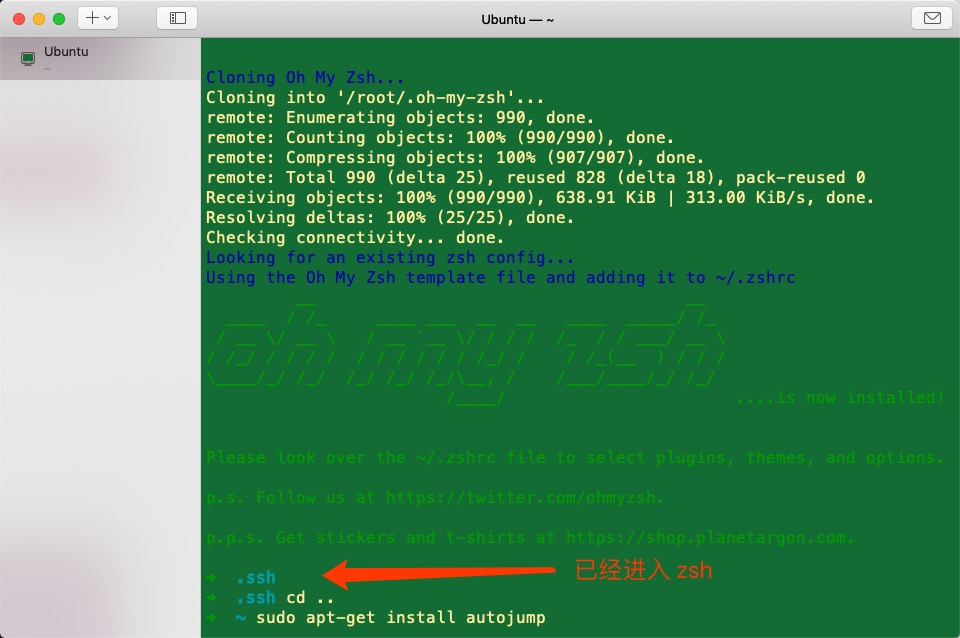 Ubuntu — ~
Ubuntu
~
Cloning Oh My Zsh...
Cloning into '/root/.oh-my-zsh'...
remote: Enumerating objects: 990, done.
remote: Counting objects: 100% (990/990), done.
remote: Compressing objects: 100% (907/907), done.
remote: Total 990 (delta 25), reused 828 (delta 18), pack-reused 0
Receiving objects: 100% (990/990), 638.91 KiB | 313.00 KiB/s, done.
Resolving deltas: 100% (25/25), done.
Checking connectivity... done.
Looking for an existing zsh config...
Using the Oh My Zsh template file and adding it to ~/.zshrc
oh my zsh
....is now installed!
Please look over the ~/.zshrc file to select plugins, themes, and options.
p.s. Follow us at https://twitter.com/ohmyzsh.
p.p.s. Get stickers and t-shirts at https://shop.planetargon.com.
➜ .ssh
已经进入 zsh
➜ .ssh cd ..
➜ ~ sudo apt-get install autojump